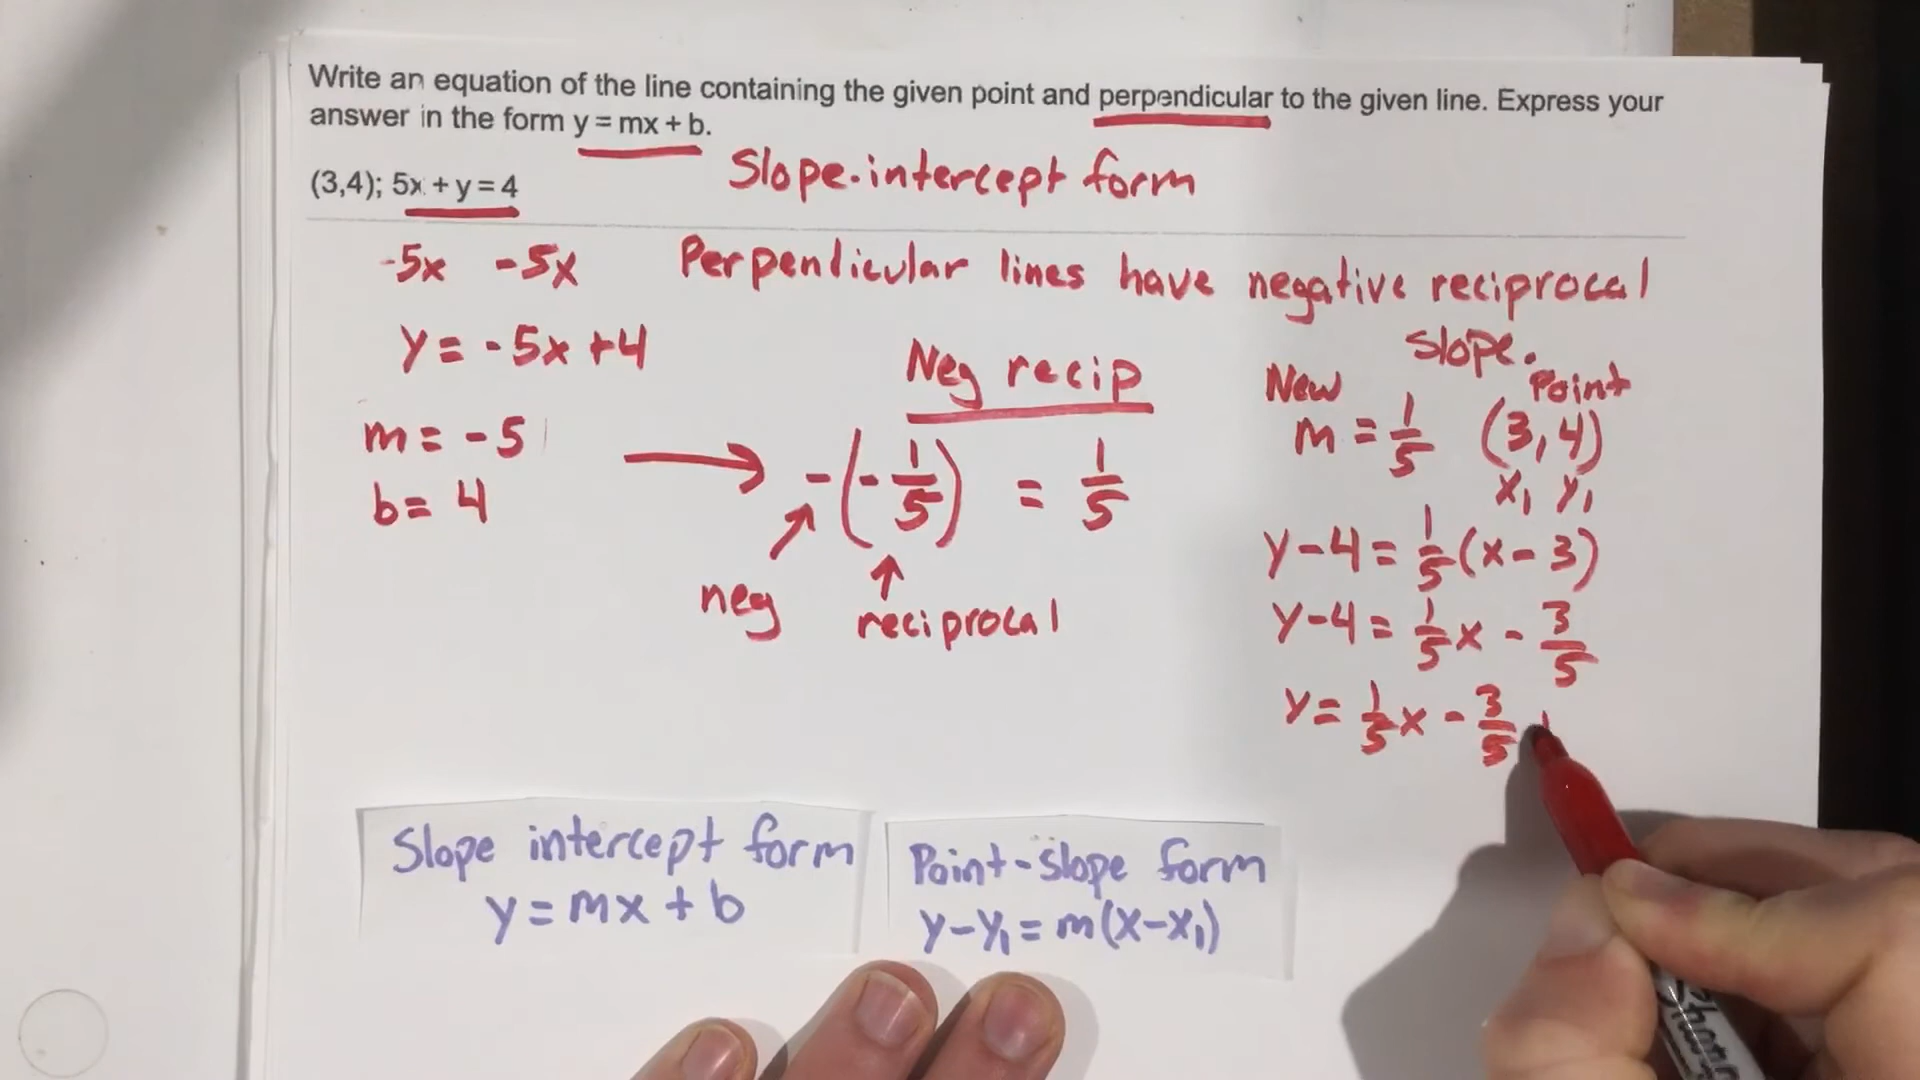 Write an equation of the line containing the given point and perpendicular to the given line. Express your
answer in the form y = mx + b.
Slope-intercept form
(3,4); 5x + y = 4
-5x -5x
Perpendicular lines have negative reciprocal
slope.
y = -5x + 4
m = -5
b = 4
Neg recip
-(-1/5) = 1/5
neg
reciprocal
New
Point
m = 1/5 (3,4)
x₁ y₁
y-4 = 1/5(x-3)
y-4 = 1/5x - 3/5
y = 1/5x - 3/5
Slope intercept form
y = mx + b
Point-slope form
y-y₁ = m(x-x₁)